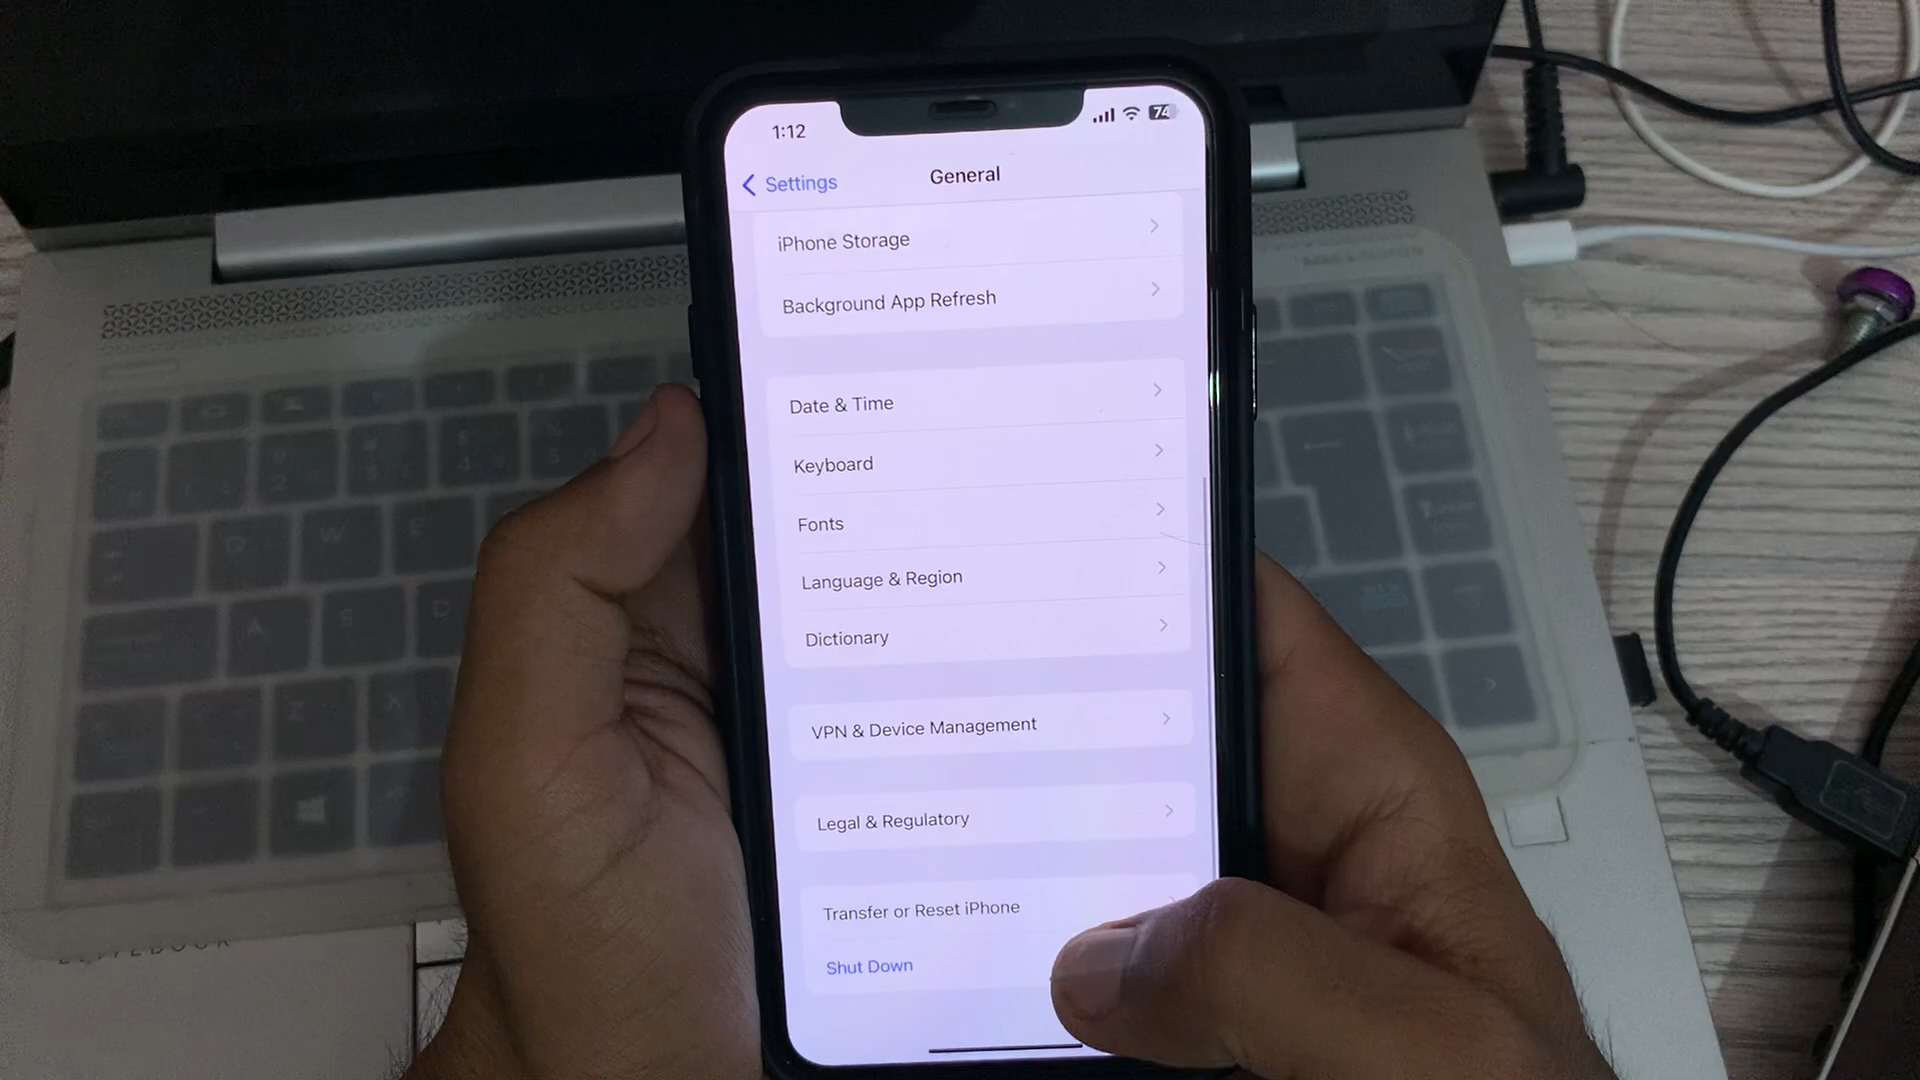 1:12
74
Settings
General
iPhone Storage
Background App Refresh
Date & Time
Keyboard
Fonts
Language & Region
Dictionary
VPN & Device Management
Legal & Regulatory
Transfer or Reset iPhone
Shut Down
Q
W
A
S
D
Z
X